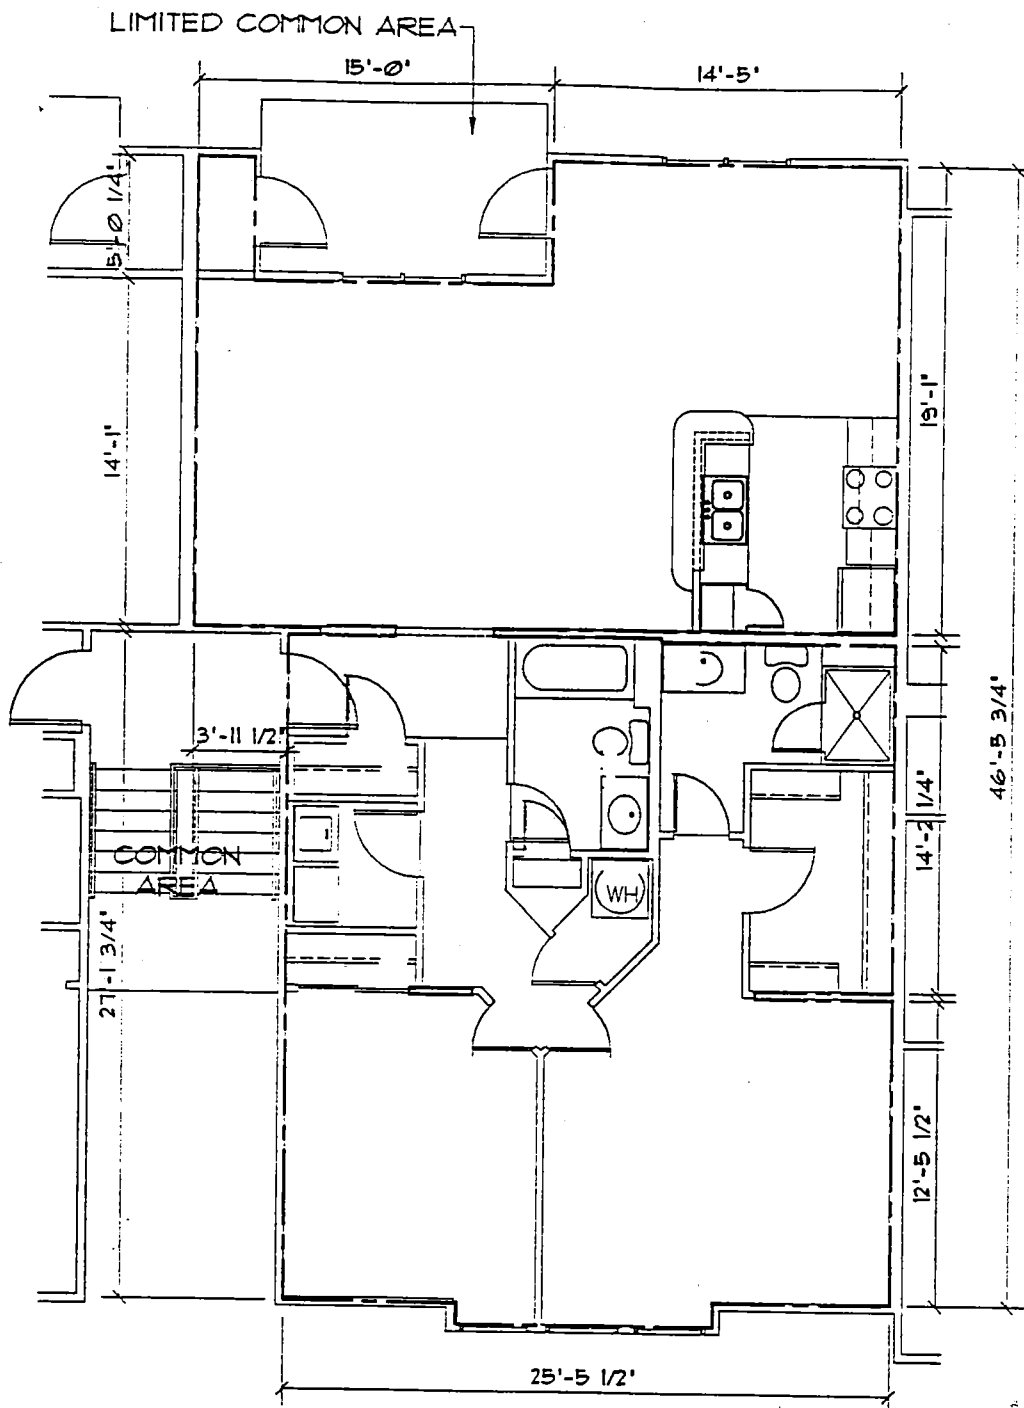 LIMITED COMMON AREA
15'-0"
14'-5"
5'-0 1/4"
19'-1"
14'-1"
3'-11 1/2"
46'-5 3/4"
14'-2 1/4"
COMMON
AREA
WH
27'-1 3/4"
12'-5 1/2"
25'-5 1/2"